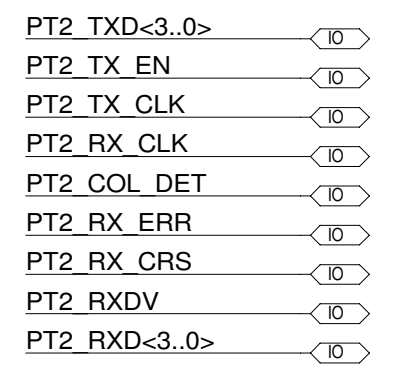 PT2_TXD<3..0> IO
PT2_TX_EN IO
PT2_TX_CLK IO
PT2_RX_CLK IO
PT2_COL_DET IO
PT2_RX_ERR IO
PT2_RX_CRS IO
PT2_RXDV IO
PT2_RXD<3..0> IO